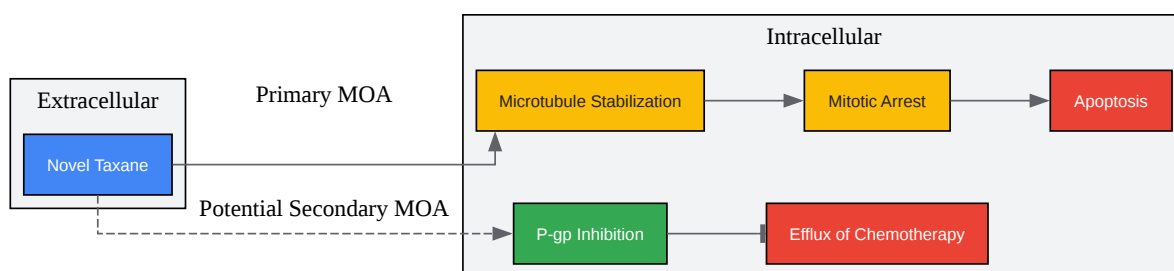 Intracellular
Extracellular
Primary MOA
Microtubule Stabilization
Mitotic Arrest
Apoptosis
Novel Taxane
Potential Secondary MOA
P-gp Inhibition
Efflux of Chemotherapy